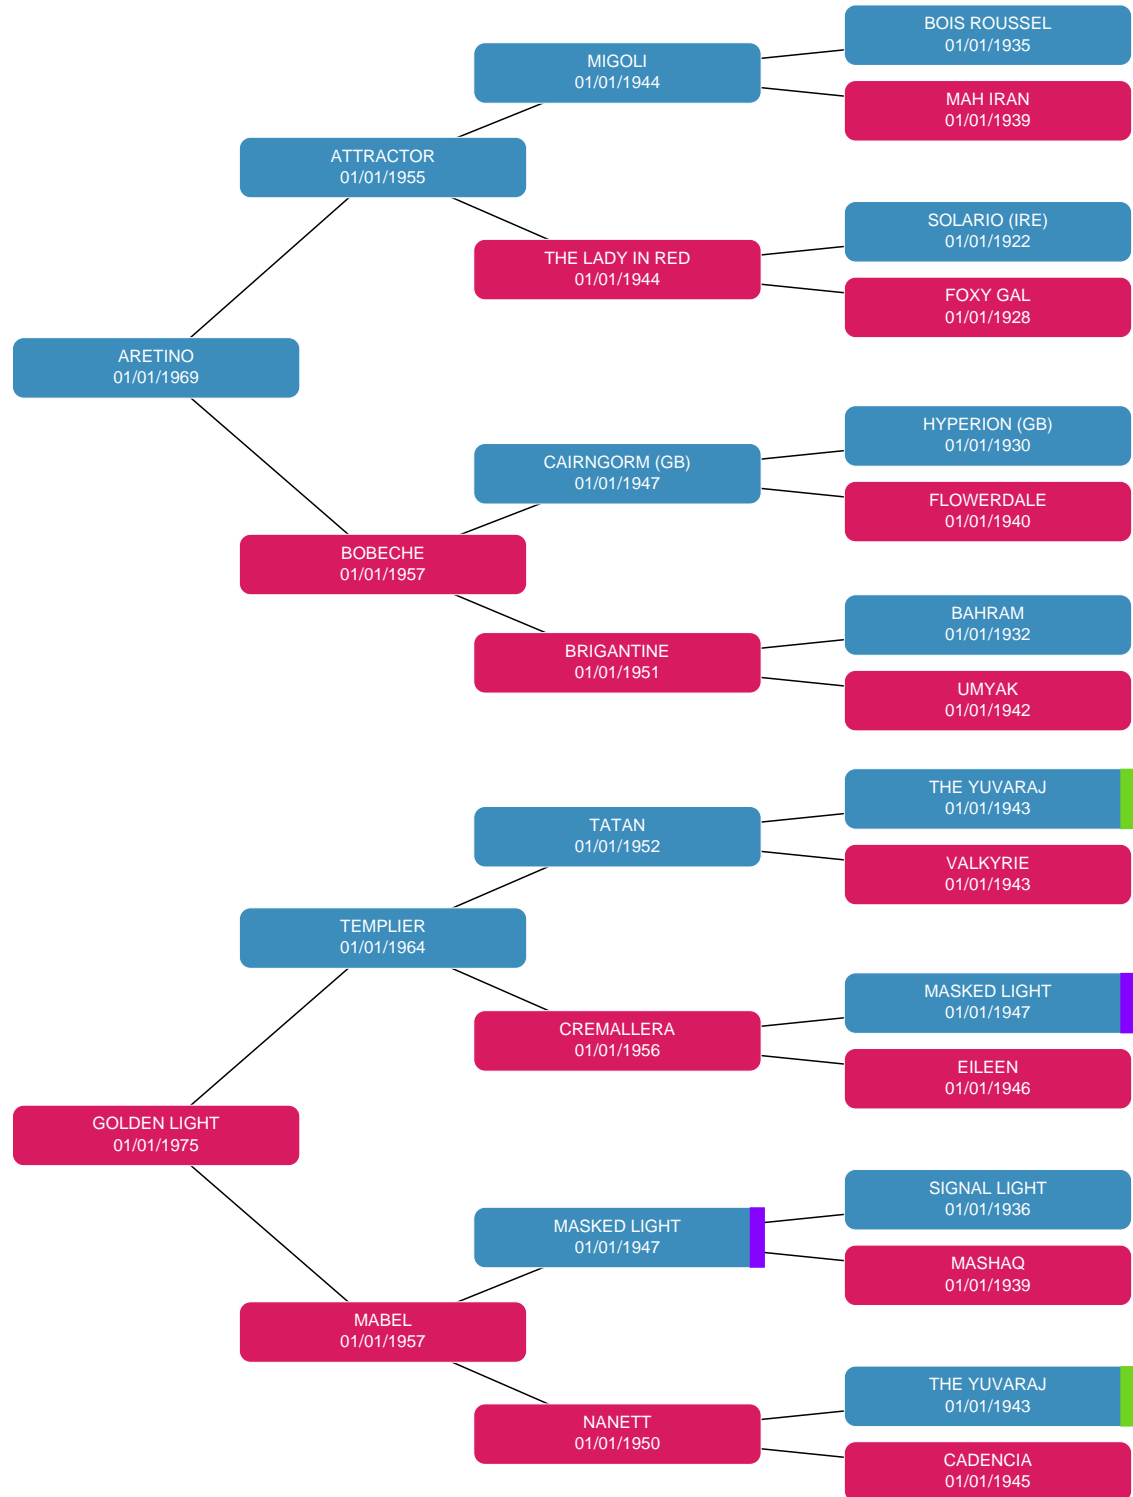 BOIS ROUSSEL
01/01/1935
MIGOLI
01/01/1944
MAH IRAN
01/01/1939
ATTRACTOR
01/01/1955
SOLARIO (IRE)
01/01/1922
THE LADY IN RED
01/01/1944
FOXY GAL
01/01/1928
ARETINO
01/01/1969
HYPERION (GB)
01/01/1930
CAIRNGORM (GB)
01/01/1947
FLOWERDALE
01/01/1940
BOBECHE
01/01/1957
BAHRAM
01/01/1932
BRIGANTINE
01/01/1951
UMYAK
01/01/1942
THE YUVARAJ
01/01/1943
TATAN
01/01/1952
VALKYRIE
01/01/1943
TEMPLIER
01/01/1964
MASKED LIGHT
01/01/1947
CREMALLERA
01/01/1956
EILEEN
01/01/1946
GOLDEN LIGHT
01/01/1975
SIGNAL LIGHT
01/01/1936
MASKED LIGHT
01/01/1947
MASHAQ
01/01/1939
MABEL
01/01/1957
THE YUVARAJ
01/01/1943
NANETT
01/01/1950
CADENCIA
01/01/1945